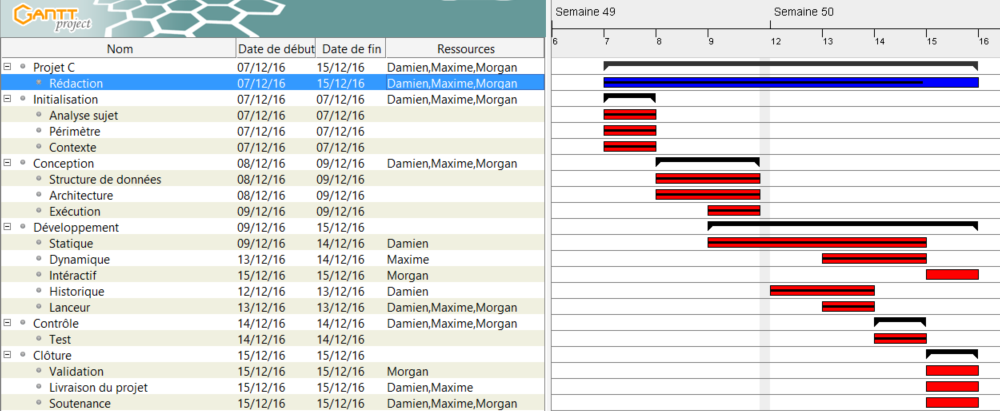 GANTT
project
Semaine 49 Semaine 50
6 7 8 9 12 13 14 15 16
Nom Date de début Date de fin Ressources
Projet C 07/12/16 15/12/16 Damien,Maxime,Morgan
Rédaction 07/12/16 15/12/16 Damien,Maxime,Morgan
Initialisation 07/12/16 07/12/16 Damien,Maxime,Morgan
Analyse sujet 07/12/16 07/12/16
Périmètre 07/12/16 07/12/16
Contexte 07/12/16 07/12/16
Conception 08/12/16 09/12/16 Damien,Maxime,Morgan
Structure de données 08/12/16 09/12/16
Architecture 08/12/16 09/12/16
Exécution 09/12/16 09/12/16
Développement 09/12/16 15/12/16
Statique 09/12/16 14/12/16 Damien
Dynamique 13/12/16 14/12/16 Maxime
Intéractif 15/12/16 15/12/16 Morgan
Historique 12/12/16 13/12/16 Damien
Lanceur 13/12/16 13/12/16 Damien,Maxime,Morgan
Contrôle 14/12/16 14/12/16 Damien,Maxime,Morgan
Test 14/12/16 14/12/16
Clôture 15/12/16 15/12/16
Validation 15/12/16 15/12/16 Morgan
Livraison du projet 15/12/16 15/12/16 Damien,Maxime
Soutenance 15/12/16 15/12/16 Damien,Maxime,Morgan